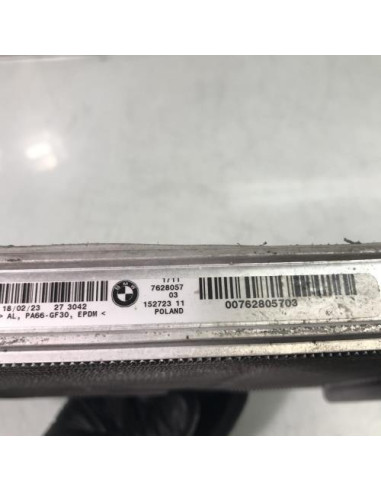 1/11
18/02/23 27 3042
> AL, PA66-GF30, EPDM <
7628057
03
152723 11
POLAND
00762805703